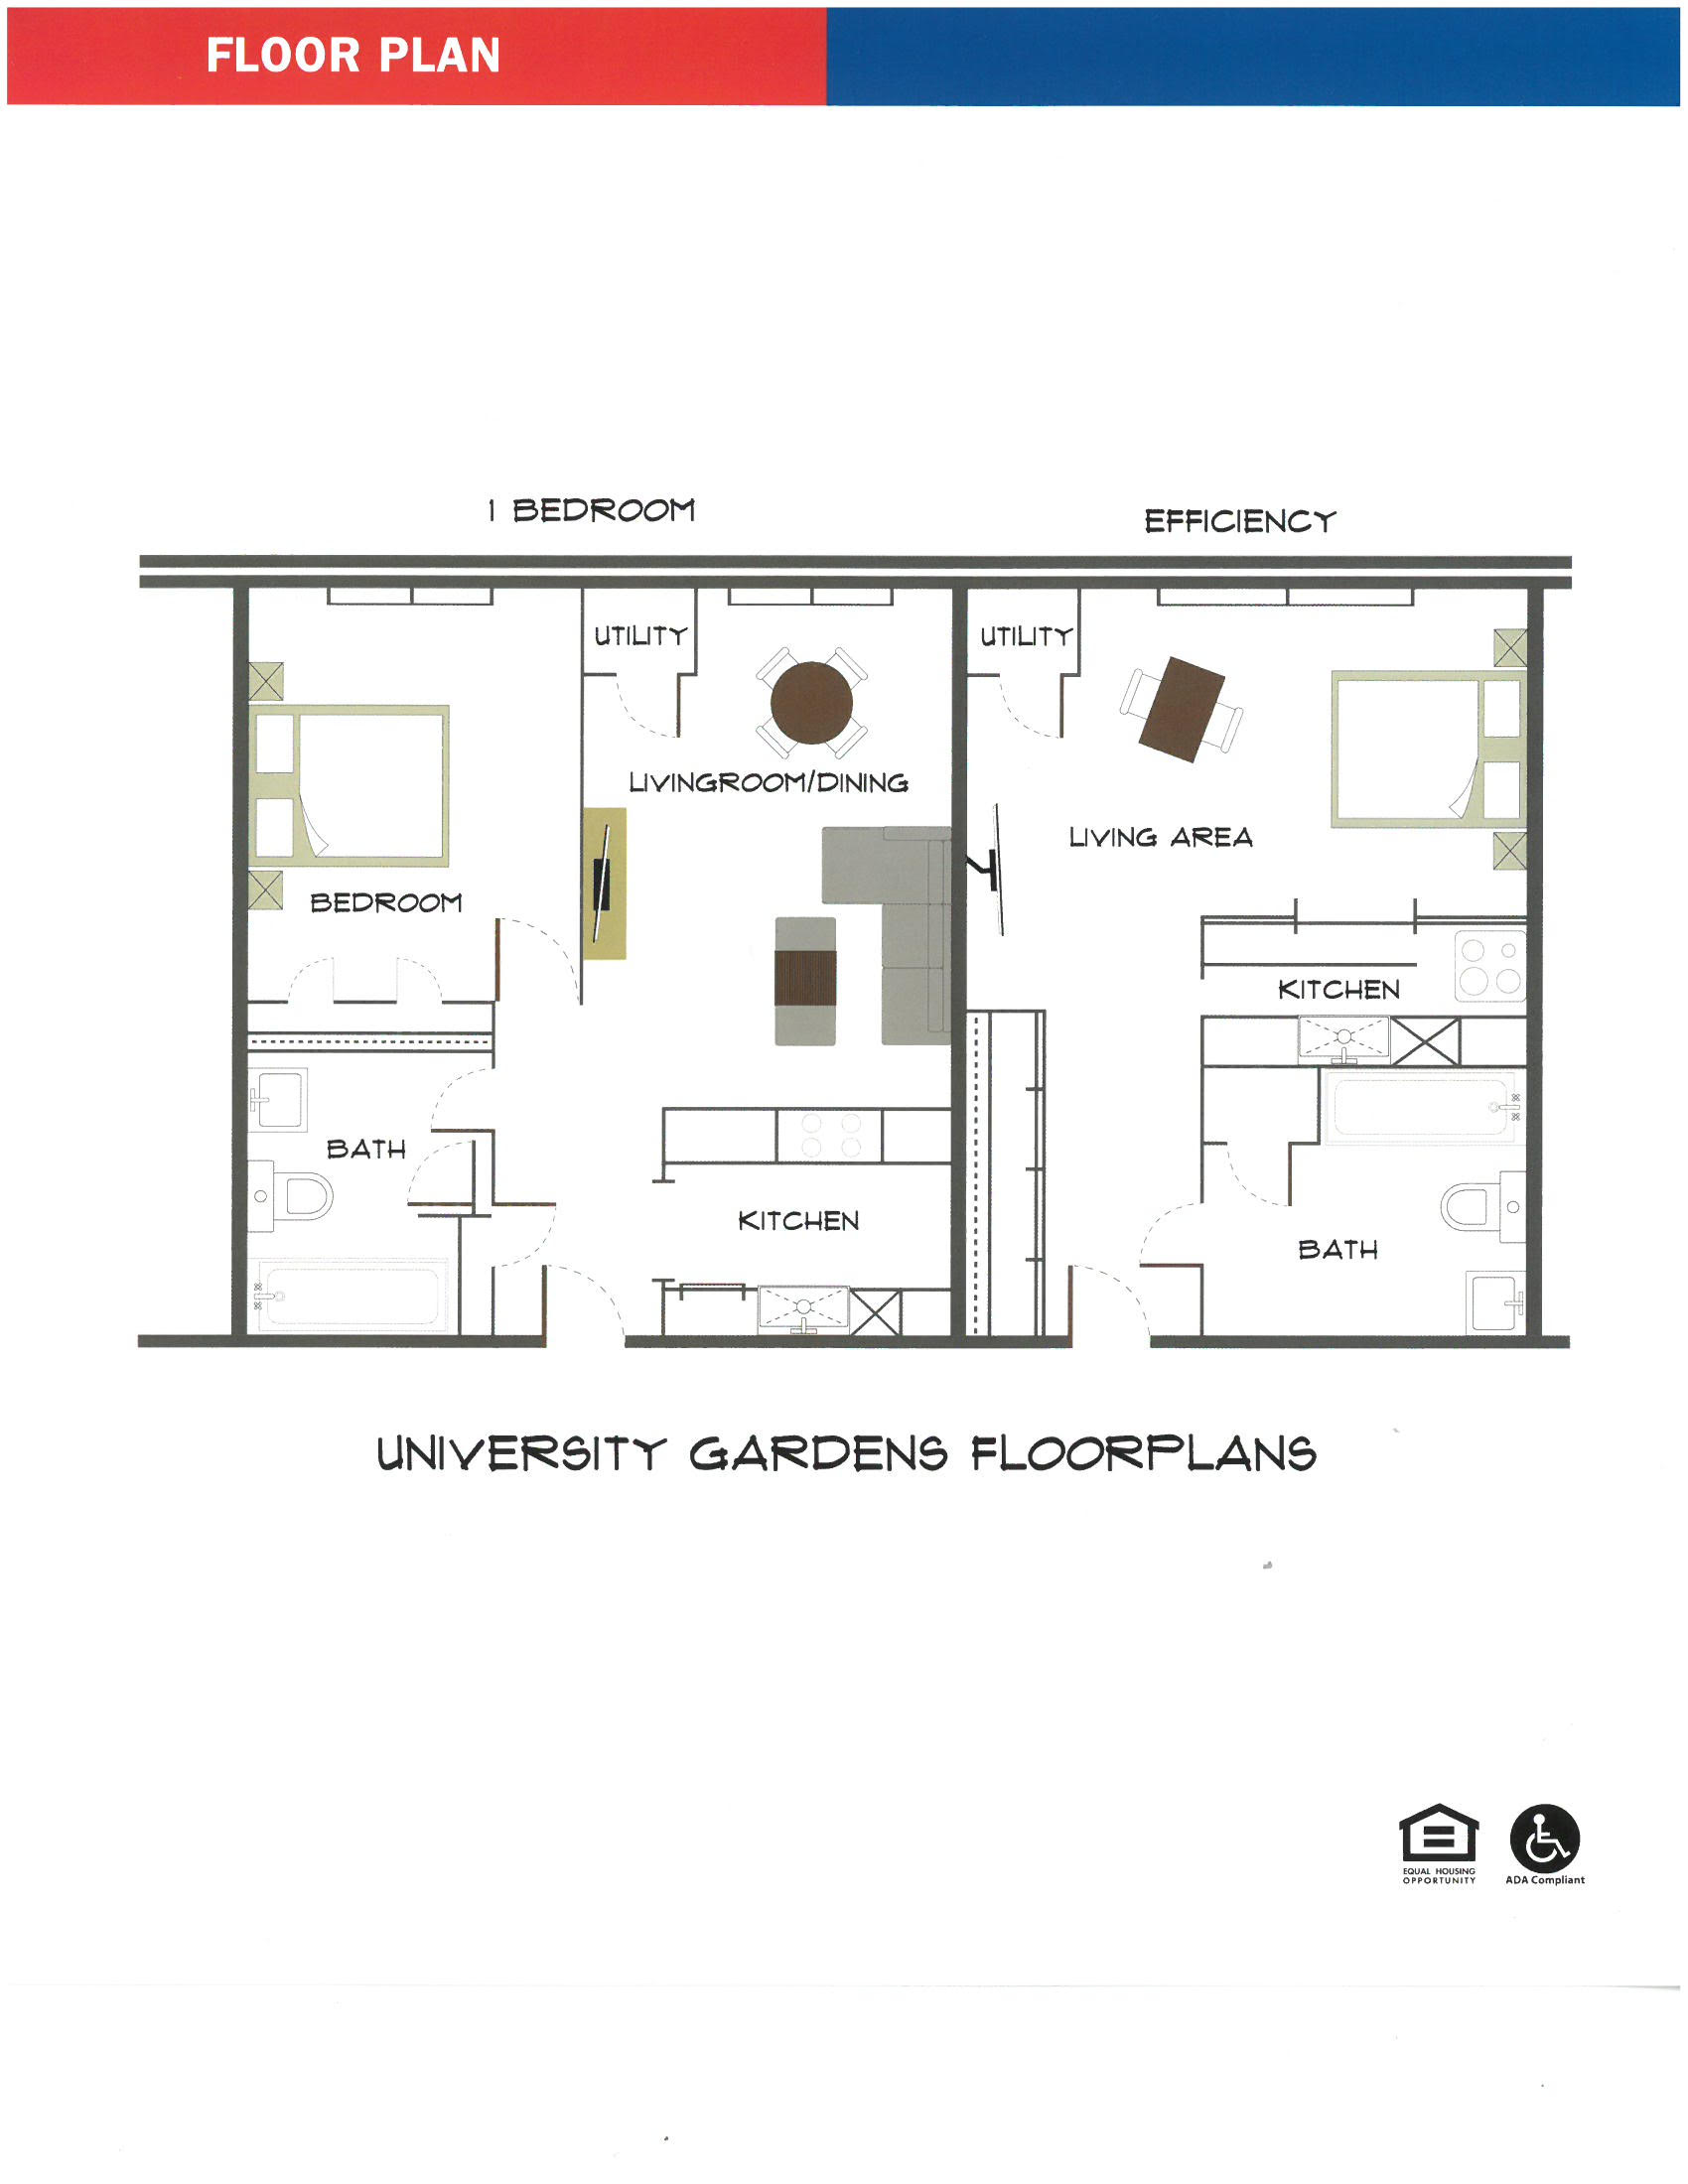 FLOOR PLAN
1 BEDROOM
EFFICIENCY
UTILITY
UTILITY
LIVINGROOM/DINING
LIVING AREA
BEDROOM
KITCHEN
BATH
KITCHEN
BATH
UNIVERSITY GARDENS FLOORPLANS
EQUAL HOUSING
OPPORTUNITY
ADA Compliant